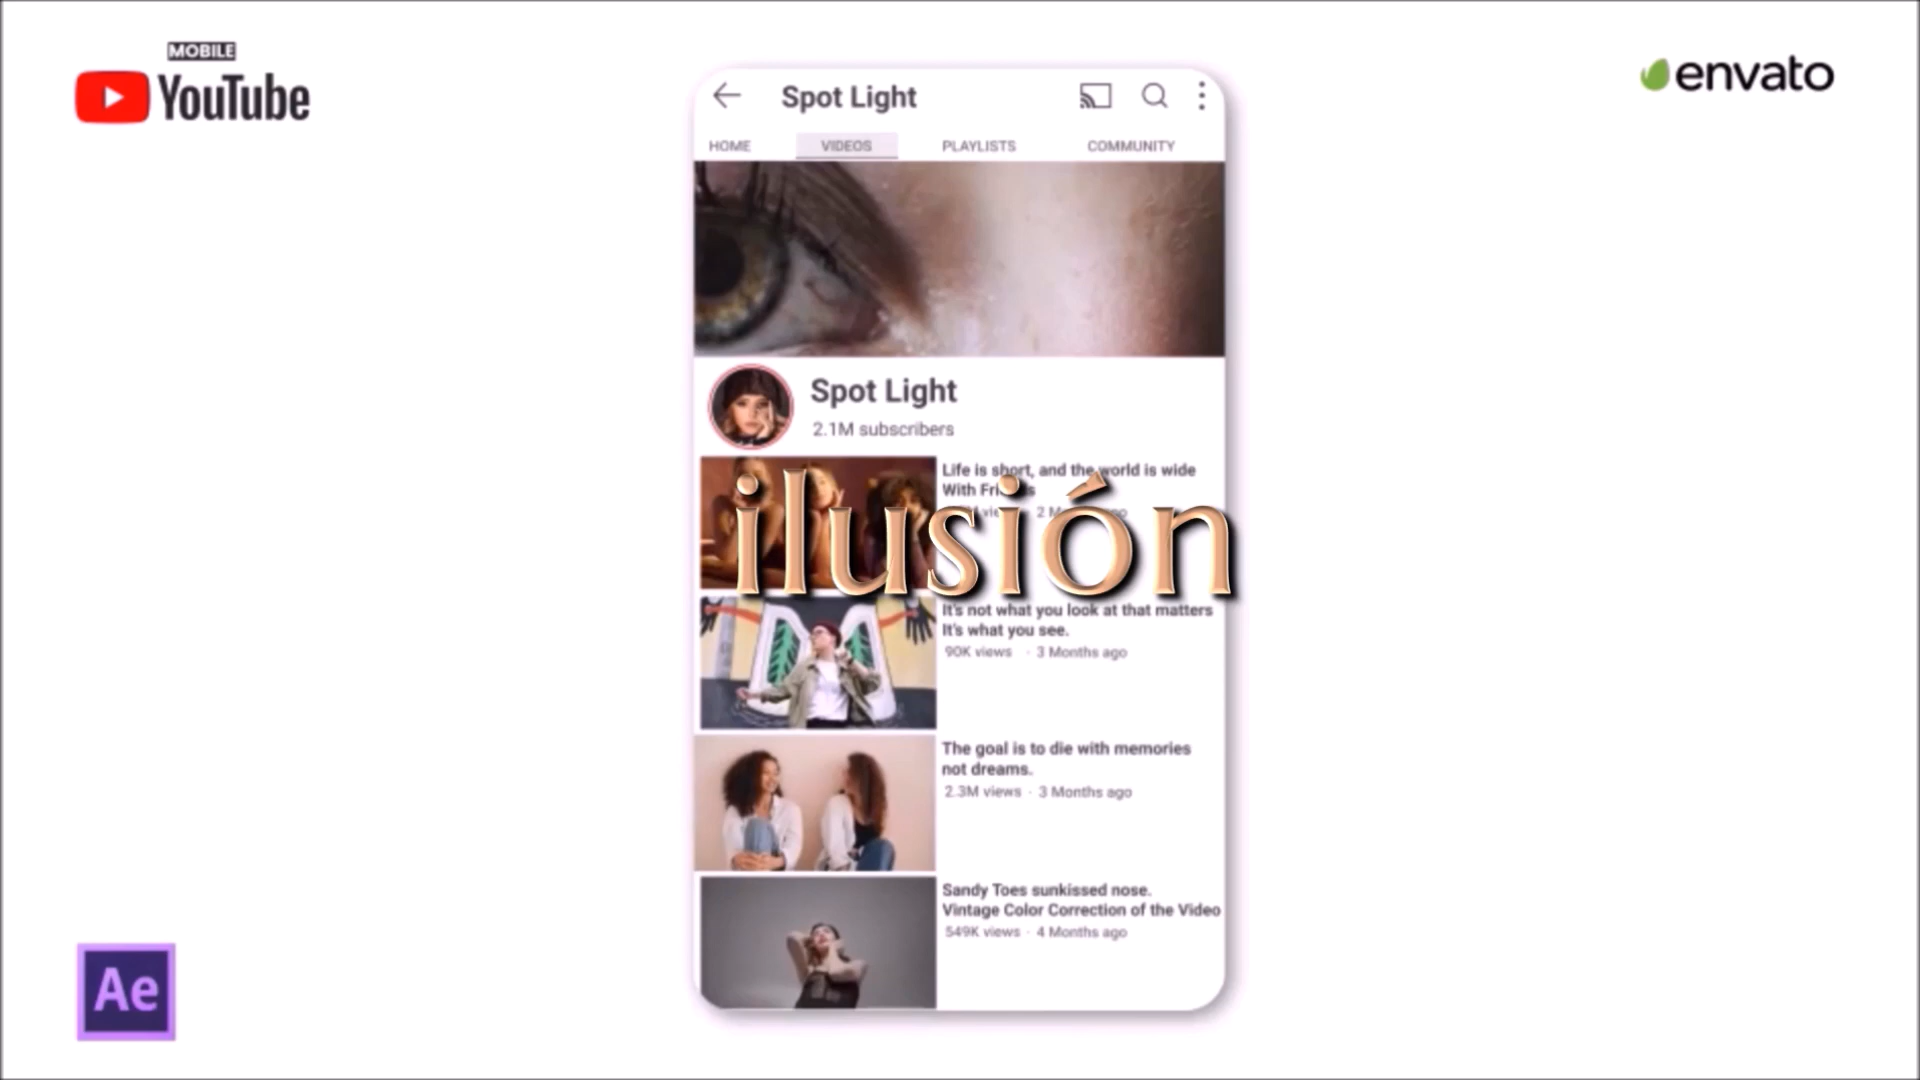 MOBILE
YouTube
envato
Spot Light
HOME VIDEOS PLAYLISTS COMMUNITY
Spot Light
2.1M subscribers
Life is short, and the world is wide
With
ilusión
It's not what you look at that matters
It's what you see.
90K views · 3 Months ago
The goal is to die with memories
not dreams.
2.3M views · 3 Months ago
Sandy Toes sunkissed nose.
Vintage Color Correction of the Video
549K views · 4 Months ago
Ae